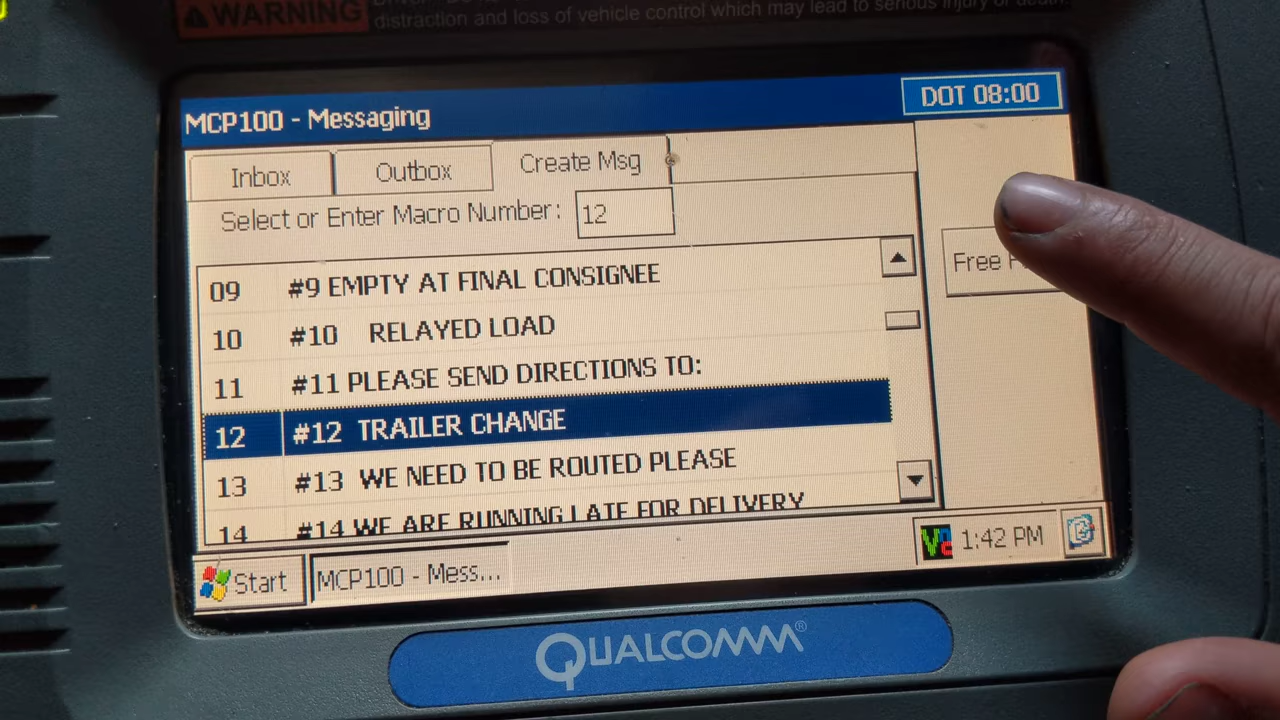 WARNING
distraction and loss of vehicle control which may lead to serious injury or death.
MCP100 - Messaging
DOT 08:00
Inbox
Outbox
Create Msg
Select or Enter Macro Number: 12
Free
09 #9 EMPTY AT FINAL CONSIGNEE
10 #10 RELAYED LOAD
11 #11 PLEASE SEND DIRECTIONS TO:
12 #12 TRAILER CHANGE
13 #13 WE NEED TO BE ROUTED PLEASE
14 #14 WE ARE RUNNING LATE FOR DELIVERY
Start
MCP100 - Mess...
1:42 PM
QUALCOMM®